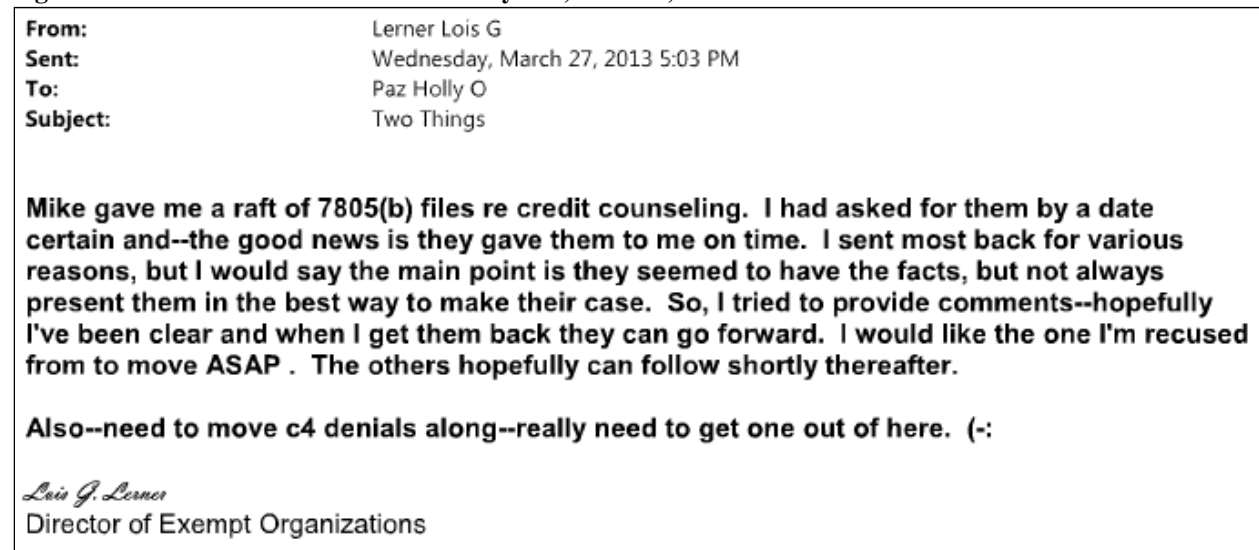 From: Lerner Lois G
Sent: Wednesday, March 27, 2013 5:03 PM
To: Paz Holly O
Subject: Two Things
Mike gave me a raft of 7805(b) files re credit counseling.  I had asked for them by a date
certain and--the good news is they gave them to me on time.  I sent most back for various
reasons, but I would say the main point is they seemed to have the facts, but not always
present them in the best way to make their case.  So, I tried to provide comments--hopefully
I've been clear and when I get them back they can go forward.  I would like the one I'm recused
from to move ASAP .  The others hopefully can follow shortly thereafter.
Also--need to move c4 denials along--really need to get one out of here.  (-:
Lois G. Lerner
Director of Exempt Organizations